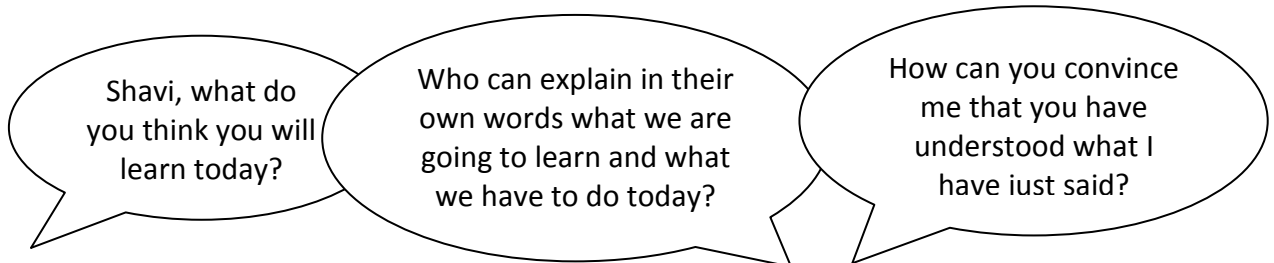 Shavi, what do
you think you will
learn today?
Who can explain in their
own words what we are
going to learn and what
we have to do today?
How can you convince
me that you have
understood what I
have iust said?